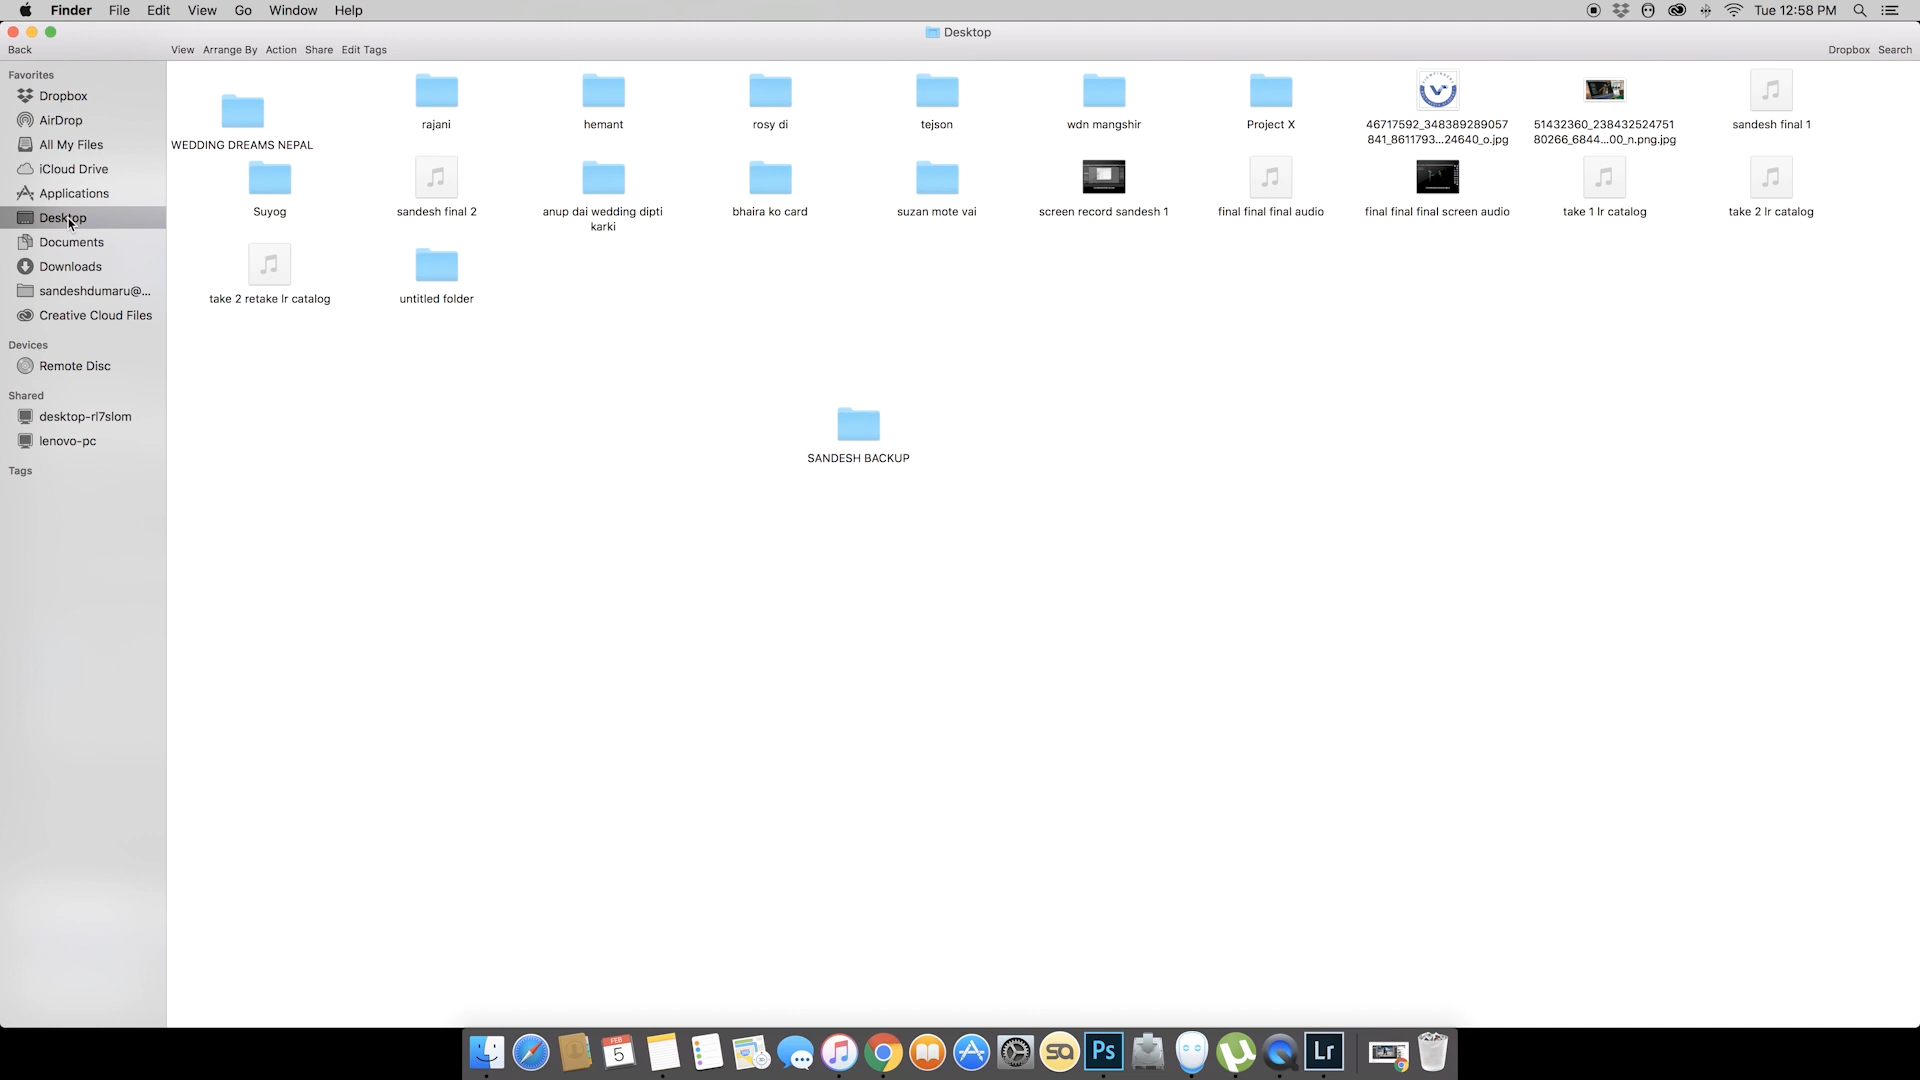 Finder File Edit View Go Window Help
Tue 12:58 PM
Desktop
Back
View Arrange By Action Share Edit Tags
Dropbox Search
Favorites
Dropbox
AirDrop
All My Files
iCloud Drive
Applications
Desktop
Documents
Downloads
sandeshdumaru@...
Creative Cloud Files
Devices
Remote Disc
Shared
desktop-rl7slom
lenovo-pc
Tags
WEDDING DREAMS NEPAL
rajani
hemant
rosy di
tejson
wdn mangshir
Project X
46717592_348389289057
841_8611793...24640_o.jpg
51432360_238432524751
80266_6844...00_n.png.jpg
sandesh final 1
Suyog
sandesh final 2
anup dai wedding dipti
karki
bhaira ko card
suzan mote vai
screen record sandesh 1
final final final audio
final final final screen audio
take 1 lr catalog
take 2 lr catalog
take 2 retake lr catalog
untitled folder
SANDESH BACKUP
FEB
5
Ps
Lr